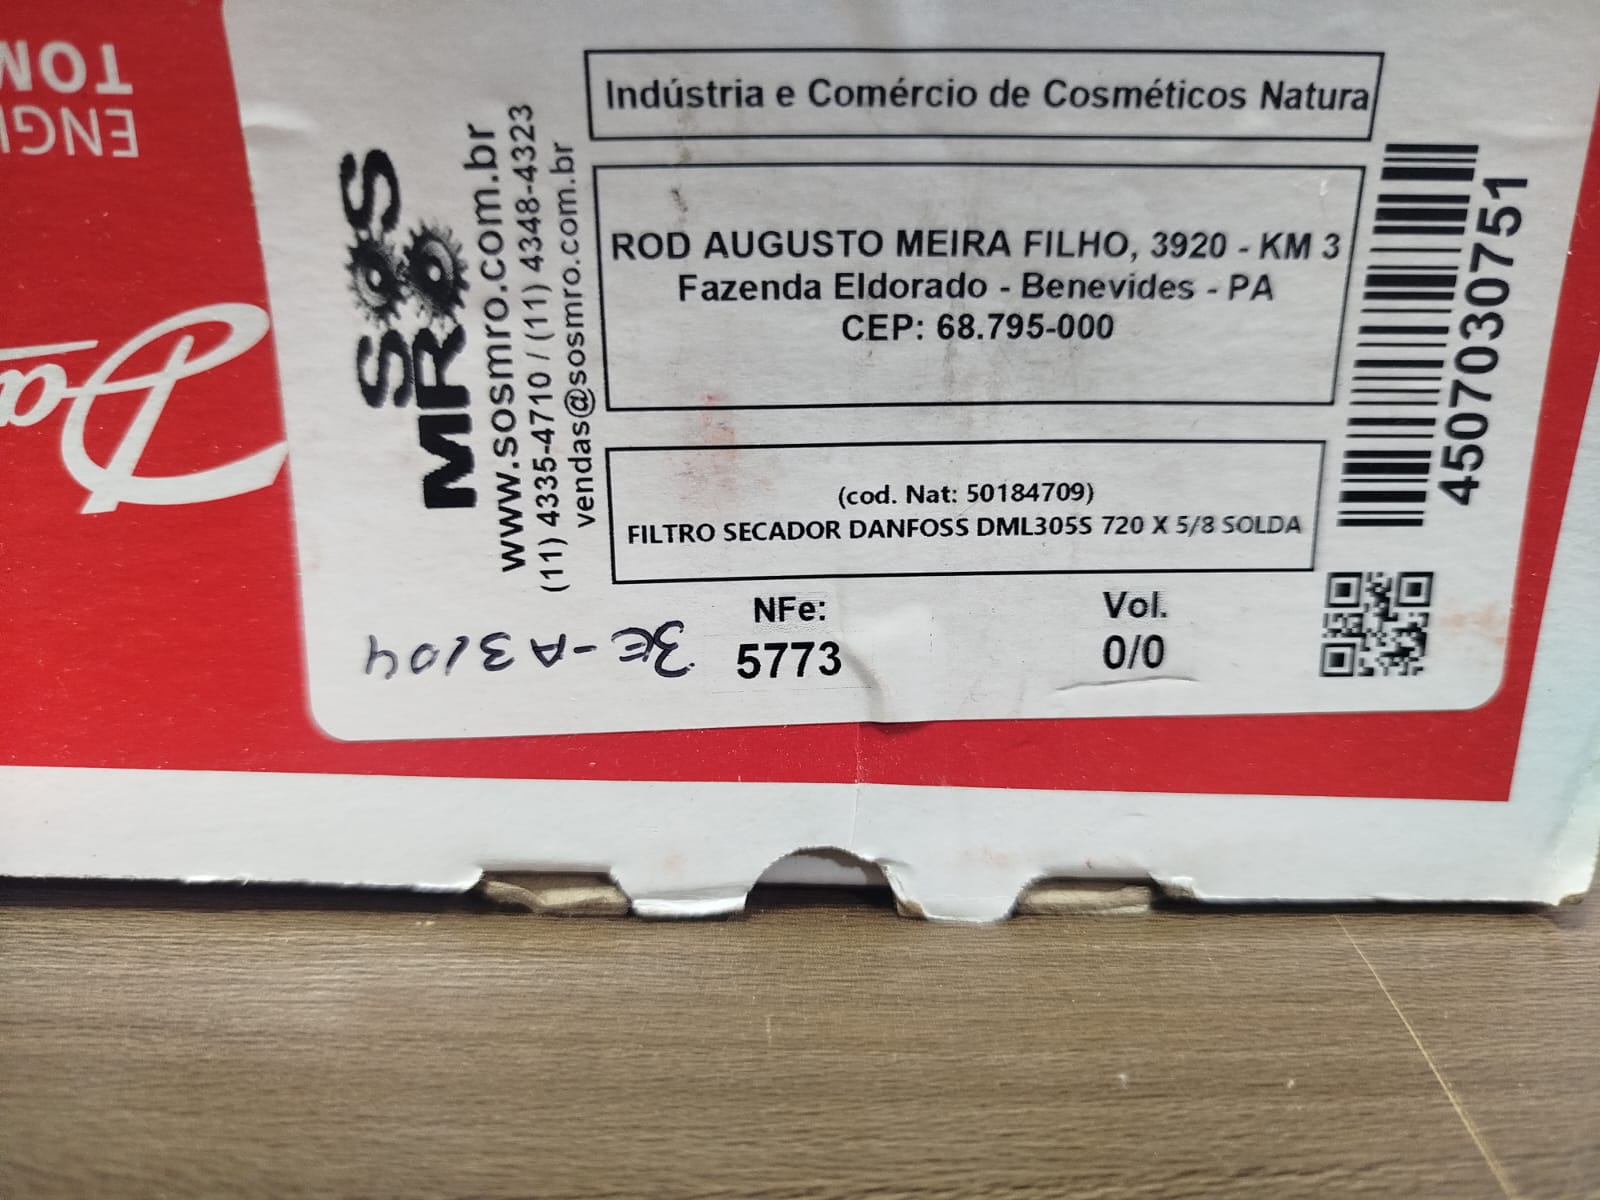 Indústria e Comércio de Cosméticos Natura
ROD AUGUSTO MEIRA FILHO, 3920 - KM 3
Fazenda Eldorado - Benevides - PA
CEP: 68.795-000
(cod. Nat: 50184709)
FILTRO SECADOR DANFOSS DML305S 720 X 5/8 SOLDA
NFe:
5773
Vol.
0/0
4507030751
SOS
MRO
www.sosmro.com.br
(11) 4335-4710 / (11) 4348-4323
vendas@sosmro.com.br
3E-A3104
ENGI
TOM
Da